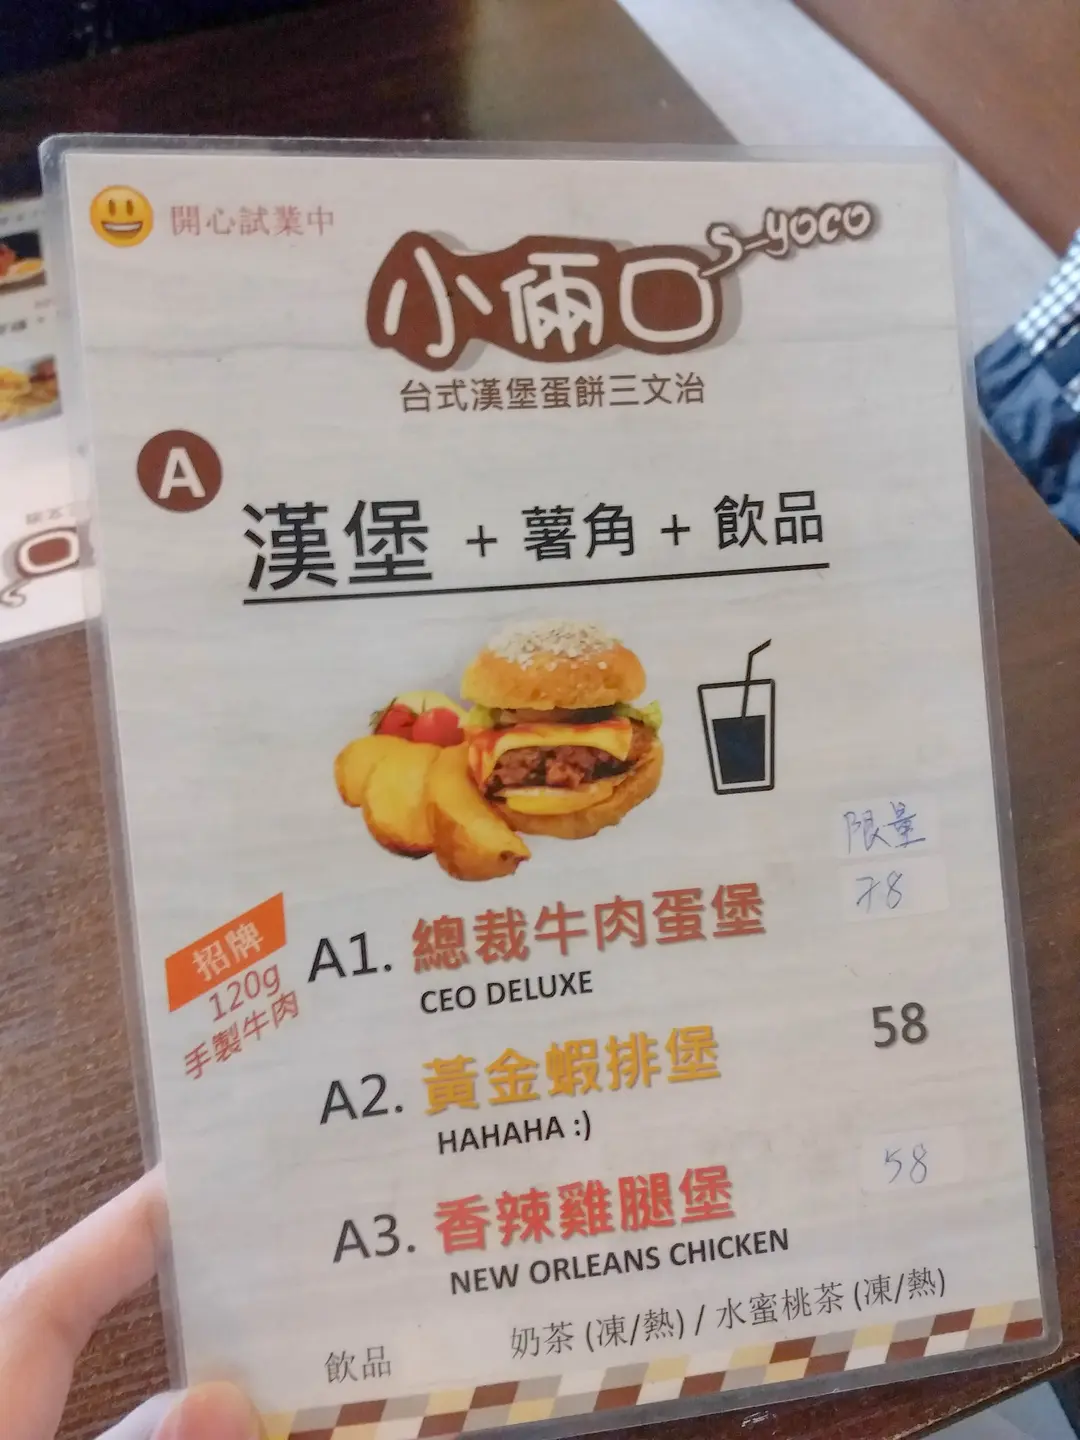 開心試業中
小倆口 S-YOCO
台式漢堡蛋餅三文治
A
漢堡 + 薯角 + 飲品
限量
78
招牌
120g
手製牛肉
A1. 總裁牛肉蛋堡
CEO DELUXE
A2. 黃金蝦排堡 58
HAHAHA :)
A3. 香辣雞腿堡 58
NEW ORLEANS CHICKEN
飲品 奶茶 (凍/熱) / 水蜜桃茶 (凍/熱)